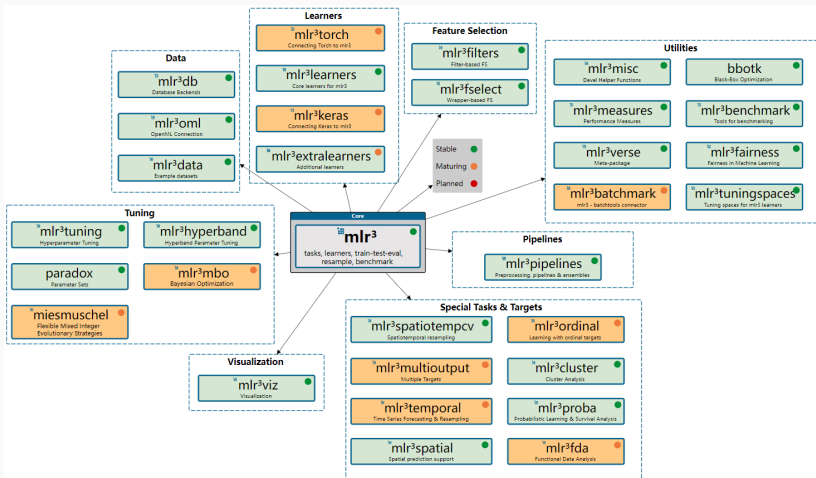 Learners
mlr³torch
Connecting Torch to mlr3
mlr³learners
Core learners for mlr3
mlr³keras
Connecting Keras to mlr3
mlr³extralearners
Additional learners
Data
mlr³db
Database Backends
mlr³oml
OpenML Connection
mlr³data
Example datasets
Feature Selection
mlr³filters
Filter-based FS
mlr³fselect
Wrapper-based FS
Utilities
mlr³misc
Devel Helper Functions
bbotk
Black-Box Optimization
mlr³measures
Performance Measures
mlr³benchmark
Tools for benchmarking
mlr³verse
Meta-package
mlr³fairness
Fairness in Machine Learning
mlr³batchmark
mlr3 - batchtools connector
mlr³tuningspaces
Tuning spaces for mlr3 learners
Stable
Maturing
Planned
Core
mlr³
tasks, learners, train-test-eval,
resample, benchmark
Tuning
mlr³tuning
Hyperparameter Tuning
mlr³hyperband
Hyperband Parameter Tuning
paradox
Parameter Sets
mlr³mbo
Bayesian Optimization
miesmuschel
Flexible Mixed Integer
Evolutionary Strategies
Pipelines
mlr³pipelines
Preprocessing, pipelines & ensembles
Visualization
mlr³viz
Visualization
Special Tasks & Targets
mlr³spatiotempcv
Spatiotemporal resampling
mlr³ordinal
Learning with ordinal targets
mlr³multioutput
Multiple Targets
mlr³cluster
Cluster Analysis
mlr³temporal
Time Series Forecasting & Resampling
mlr³proba
Probabilistic Learning & Survival Analysis
mlr³spatial
Spatial prediction support
mlr³fda
Functional Data Analysis